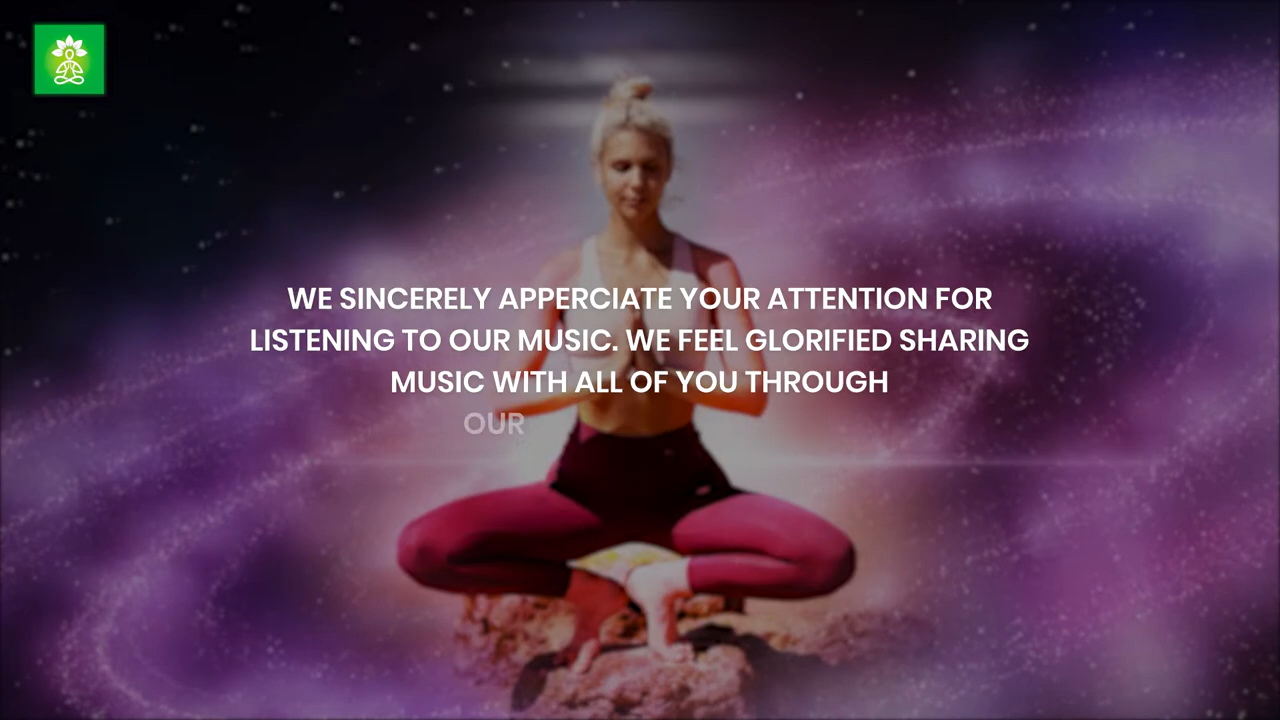 WE SINCERELY APPERCIATE YOUR ATTENTION FOR
LISTENING TO OUR MUSIC. WE FEEL GLORIFIED SHARING
MUSIC WITH ALL OF YOU THROUGH
OUR